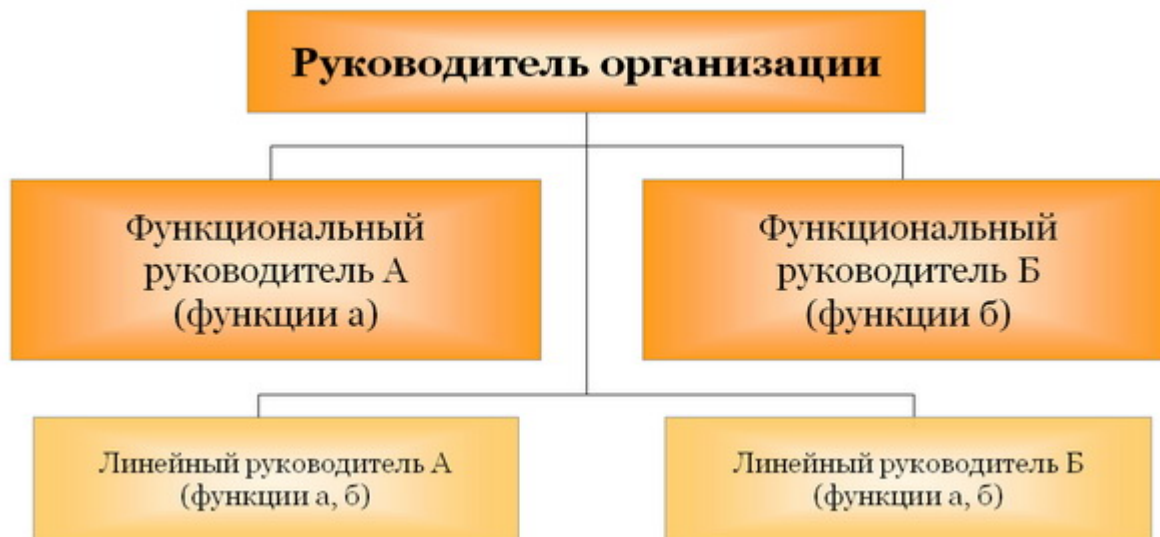 Руководитель организации
Функциональный
руководитель А
(функции а)
Функциональный
руководитель Б
(функции б)
Линейный руководитель А
(функции а, б)
Линейный руководитель Б
(функции а, б)